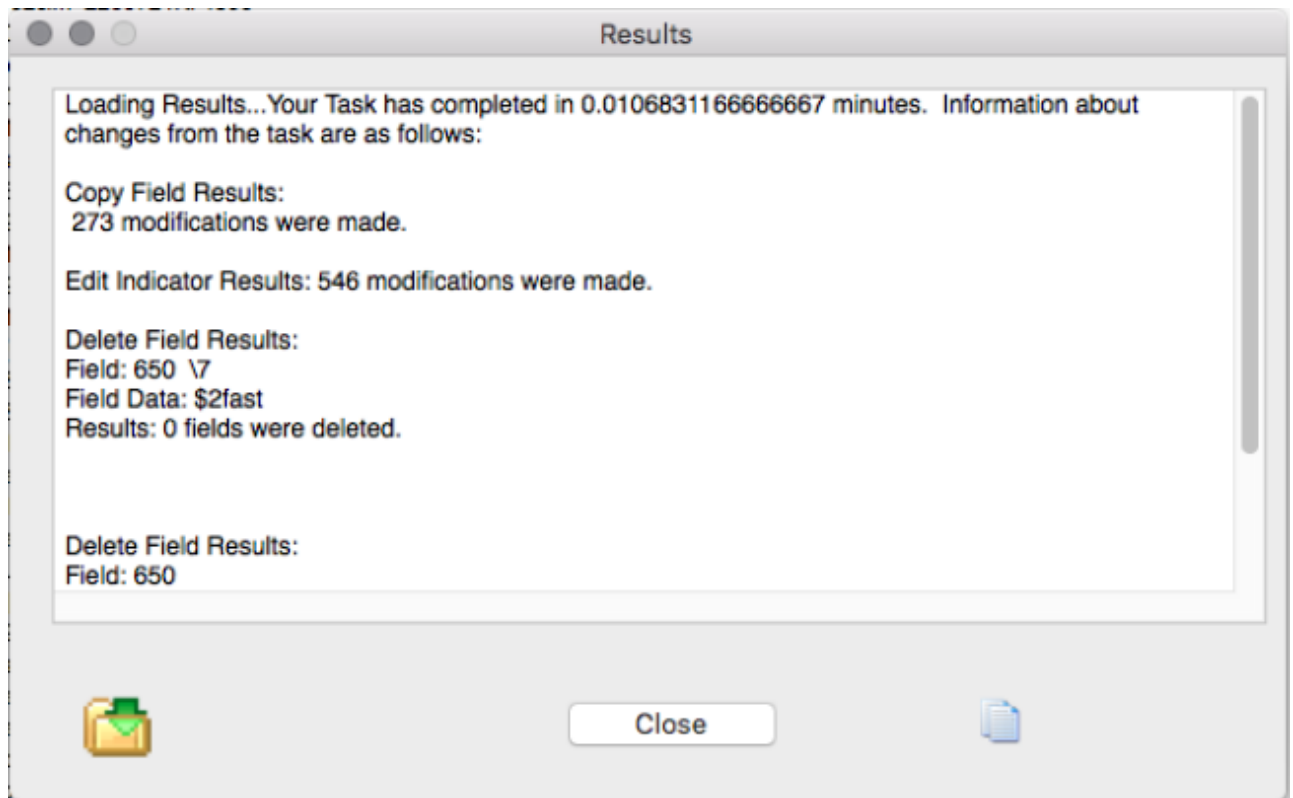 Results
Loading Results...Your Task has completed in 0.0106831166666667 minutes.  Information about
changes from the task are as follows:
Copy Field Results:
273 modifications were made.
Edit Indicator Results: 546 modifications were made.
Delete Field Results:
Field: 650  \7
Field Data: $2fast
Results: 0 fields were deleted.
Delete Field Results:
Field: 650
Close